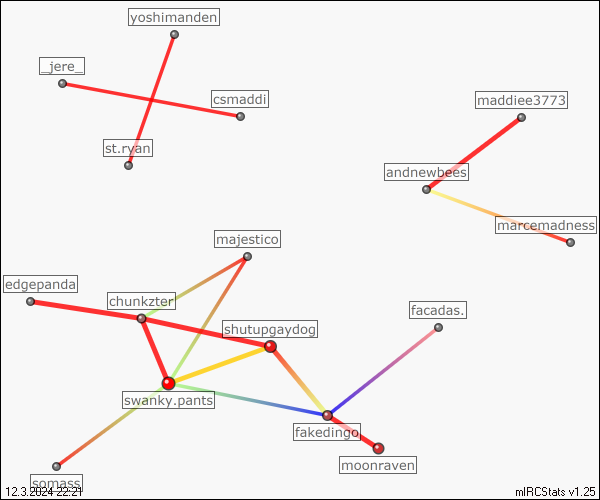 yoshimanden
_jere_
csmaddi
maddiee3773
st.ryan
andnewbees
marcemadness
majestico
edgepanda
chunkzter
facadas.
shutupgaydog
swanky.pants
fakedingo
moonraven
somass
12.3.2024 22:21
mIRCStats v1.25